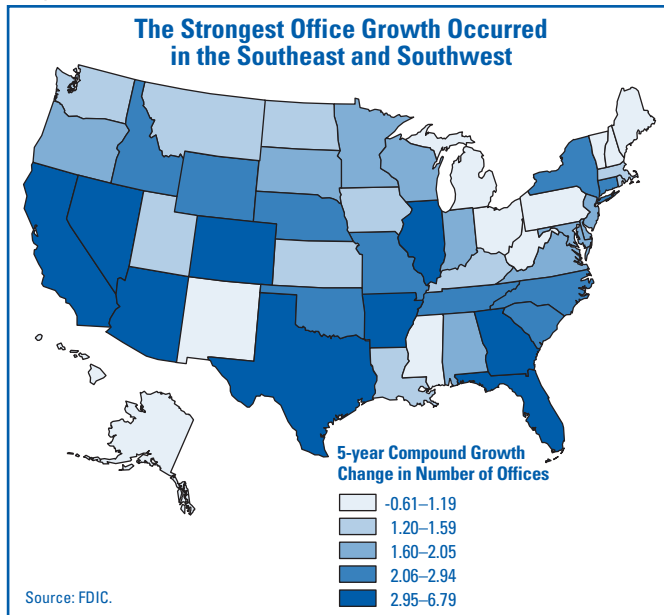 The Strongest Office Growth Occurred
in the Southeast and Southwest
5-year Compound Growth
Change in Number of Offices
-0.61–1.19
1.20–1.59
1.60–2.05
2.06–2.94
2.95–6.79
Source: FDIC.